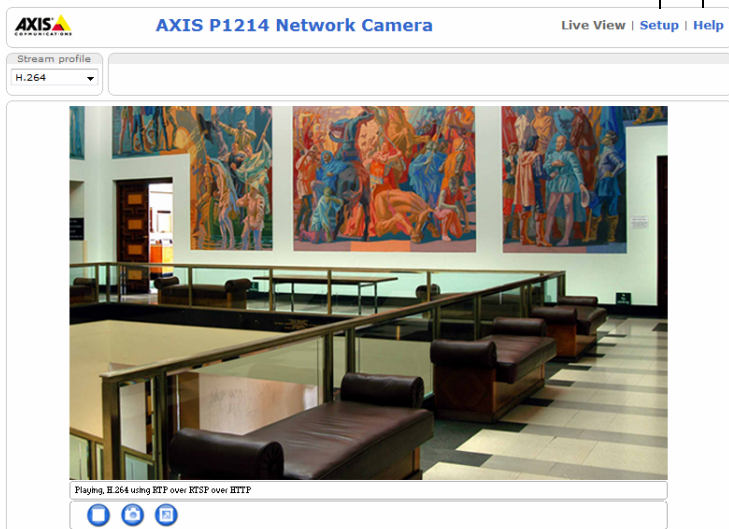 AXIS
COMMUNICATIONS
AXIS P1214 Network Camera
Live View | Setup | Help
Stream profile
H.264
Playing, H.264 using RTP over RTSP over HTTP